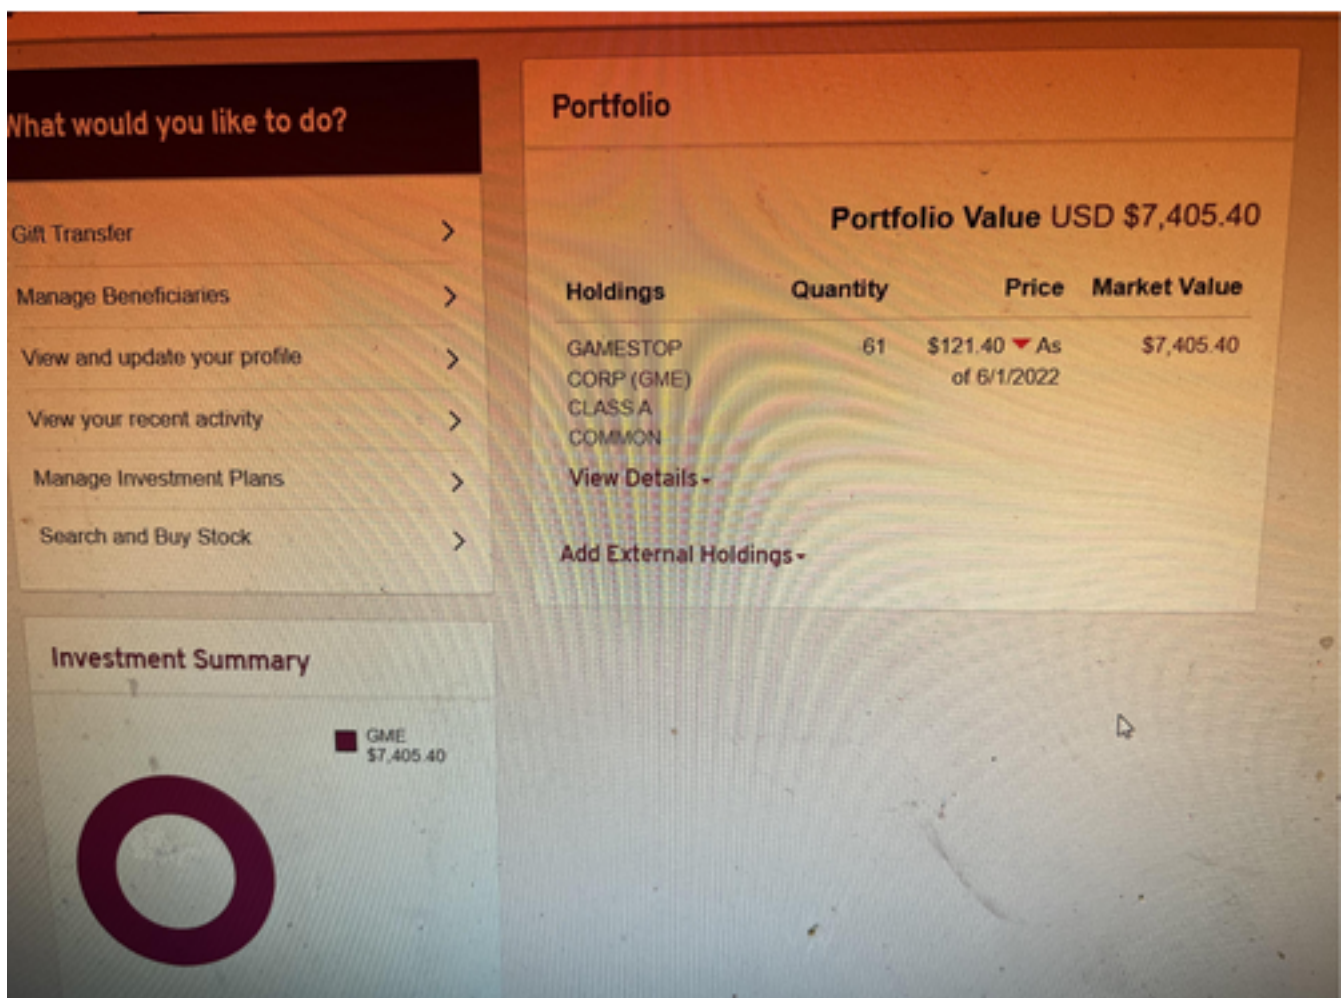 What would you like to do?
Gift Transfer
Manage Beneficiaries
View and update your profile
View your recent activity
Manage Investment Plans
Search and Buy Stock
Investment Summary
GME
$7,405.40
Portfolio
Portfolio Value USD $7,405.40
Holdings Quantity Price Market Value
GAMESTOP 61 $121.40 ▼ As $7,405.40
CORP (GME) of 6/1/2022
CLASS A
COMMON
View Details
Add External Holdings